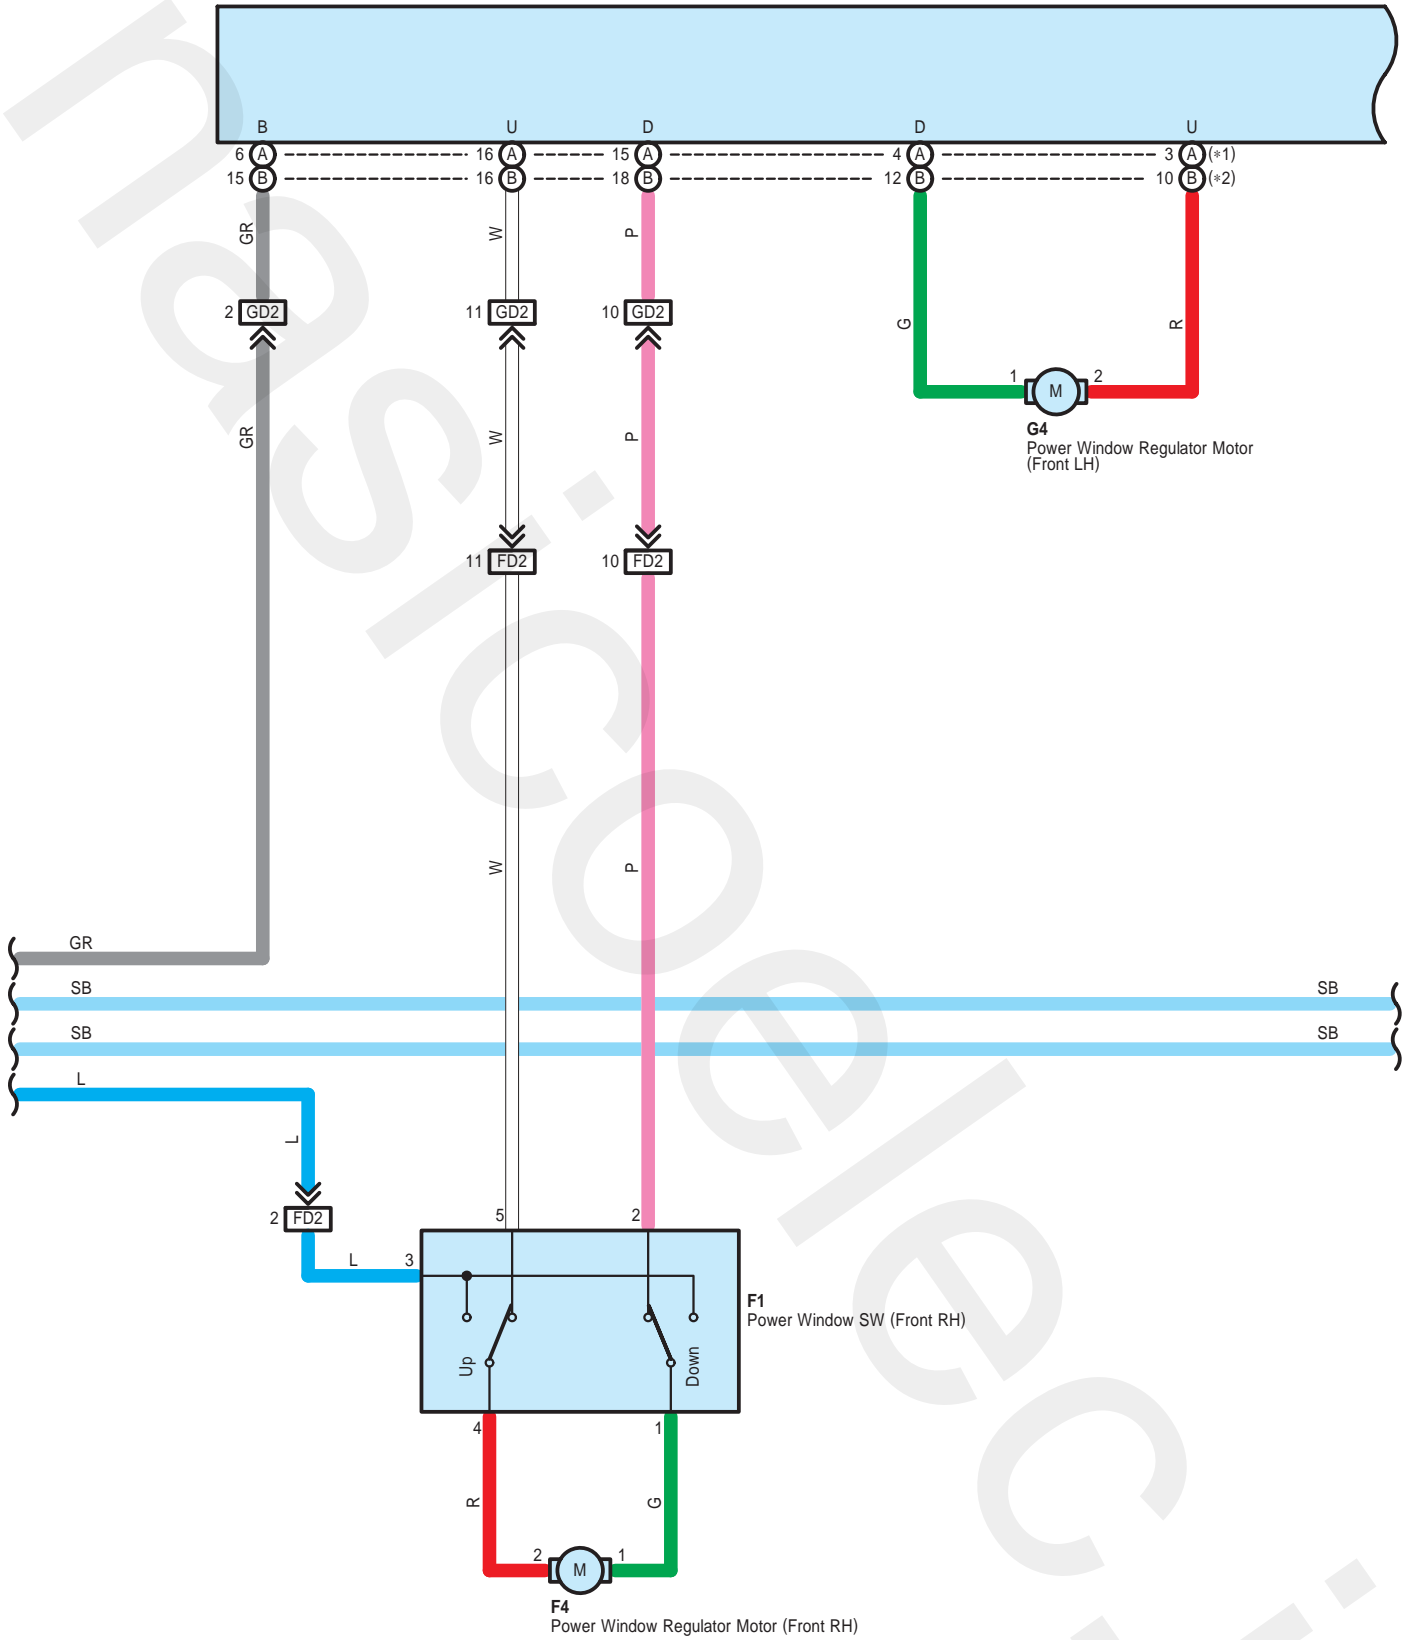 B U D D U
6 A 16 A 15 A 4 A 3 A (*1)
15 B 16 B 18 B 12 B 10 B (*2)
GR W P G R
2 GD2 11 GD2 10 GD2
1 M 2
G4
Power Window Regulator Motor
(Front LH)
GR W P
11 FD2 10 FD2
W P
GR
SB SB
SB SB
L
L
2 FD2 5 2
L 3
F1
Power Window SW (Front RH)
Up Down
4 1
R G
2 M 1
F4
Power Window Regulator Motor (Front RH)